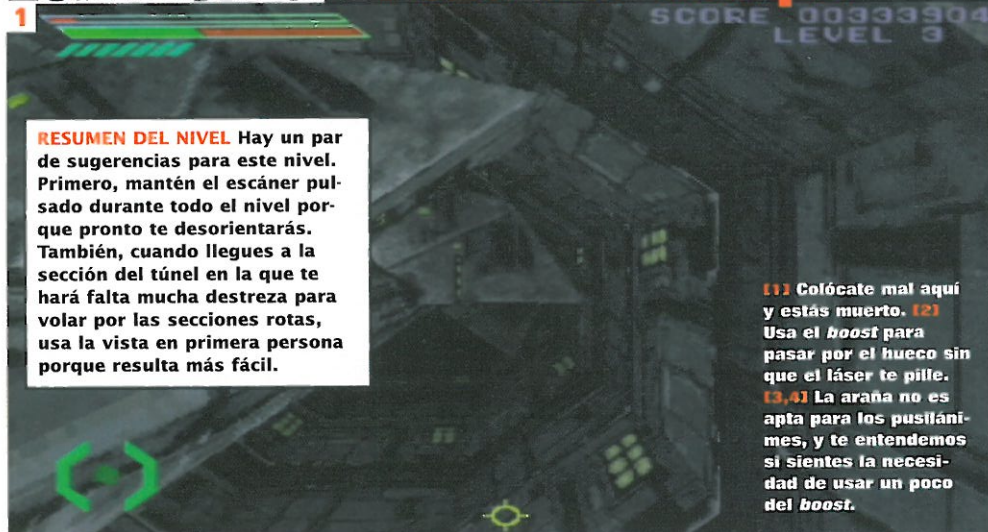 1
SCORE 00333904
LEVEL 3
RESUMEN DEL NIVEL Hay un par
de sugerencias para este nivel.
Primero, mantén el escáner pul-
sado durante todo el nivel por-
que pronto te desorientarás.
También, cuando llegues a la
sección del túnel en la que te
hará falta mucha destreza para
volar por las secciones rotas,
usa la vista en primera persona
porque resulta más fácil.
[1] Colócate mal aquí
y estás muerto. [2]
Usa el boost para
pasar por el hueco sin
que el láser te pille.
[3,4] La araña no es
apta para los pusiláni-
mes, y te entendemos
si sientes la necesi-
dad de usar un poco
del boost.